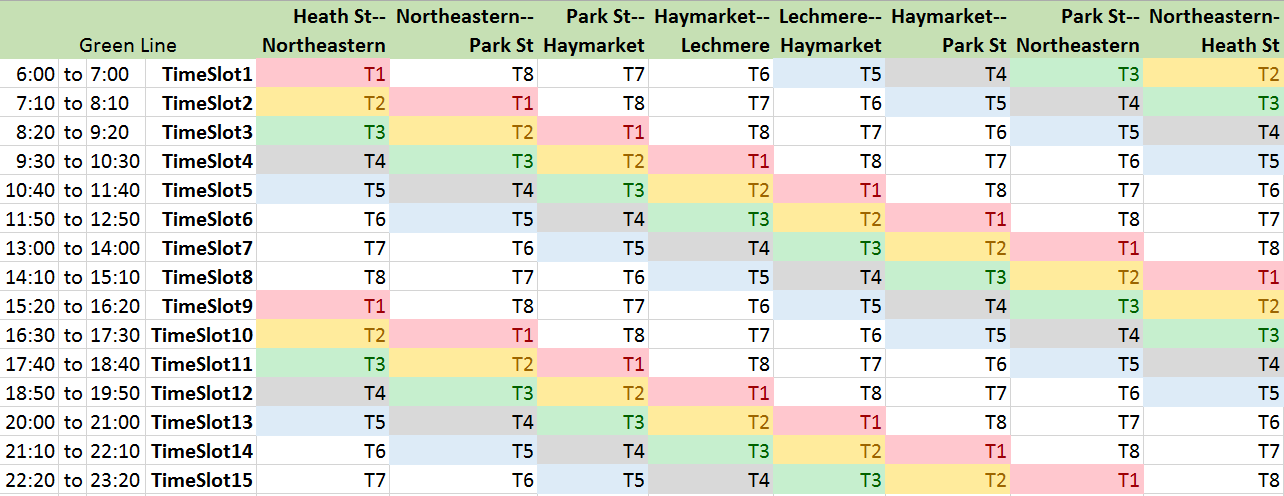 Heath St-- Northeastern-- Park St-- Haymarket-- Lechmere-- Haymarket-- Park St-- Northeastern-
Green Line Northeastern Park St Haymarket Lechmere Haymarket Park St Northeastern Heath St
6:00 to 7:00 TimeSlot1 T1 T8 T7 T6 T5 T4 T3 T2
7:10 to 8:10 TimeSlot2 T2 T1 T8 T7 T6 T5 T4 T3
8:20 to 9:20 TimeSlot3 T3 T2 T1 T8 T7 T6 T5 T4
9:30 to 10:30 TimeSlot4 T4 T3 T2 T1 T8 T7 T6 T5
10:40 to 11:40 TimeSlot5 T5 T4 T3 T2 T1 T8 T7 T6
11:50 to 12:50 TimeSlot6 T6 T5 T4 T3 T2 T1 T8 T7
13:00 to 14:00 TimeSlot7 T7 T6 T5 T4 T3 T2 T1 T8
14:10 to 15:10 TimeSlot8 T8 T7 T6 T5 T4 T3 T2 T1
15:20 to 16:20 TimeSlot9 T1 T8 T7 T6 T5 T4 T3 T2
16:30 to 17:30 TimeSlot10 T2 T1 T8 T7 T6 T5 T4 T3
17:40 to 18:40 TimeSlot11 T3 T2 T1 T8 T7 T6 T5 T4
18:50 to 19:50 TimeSlot12 T4 T3 T2 T1 T8 T7 T6 T5
20:00 to 21:00 TimeSlot13 T5 T4 T3 T2 T1 T8 T7 T6
21:10 to 22:10 TimeSlot14 T6 T5 T4 T3 T2 T1 T8 T7
22:20 to 23:20 TimeSlot15 T7 T6 T5 T4 T3 T2 T1 T8